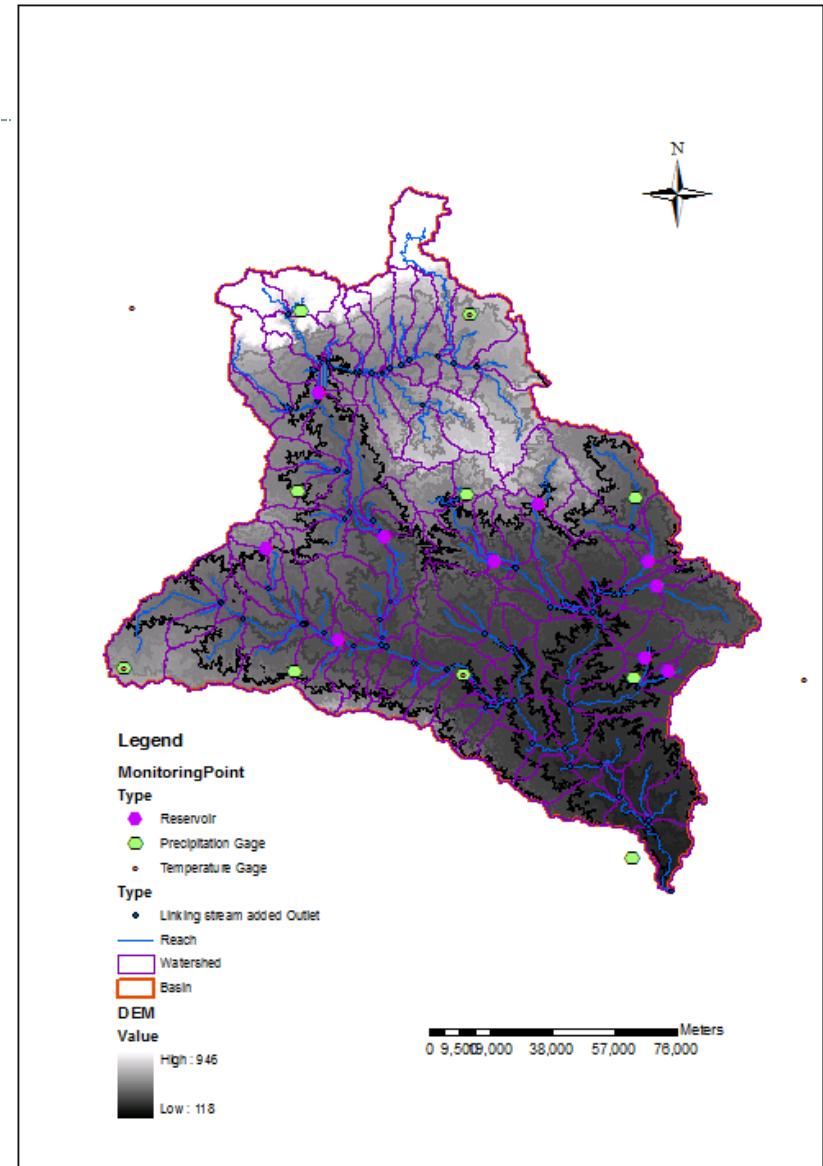 N
Legend
MonitoringPoint
Type
Reservoir
Precipitation Gage
Temperature Gage
Type
Linking stream added Outlet
Reach
Watershed
Basin
DEM
Value
High : 946
Low : 118
Meters
0 9,500 19,000 38,000 57,000 76,000